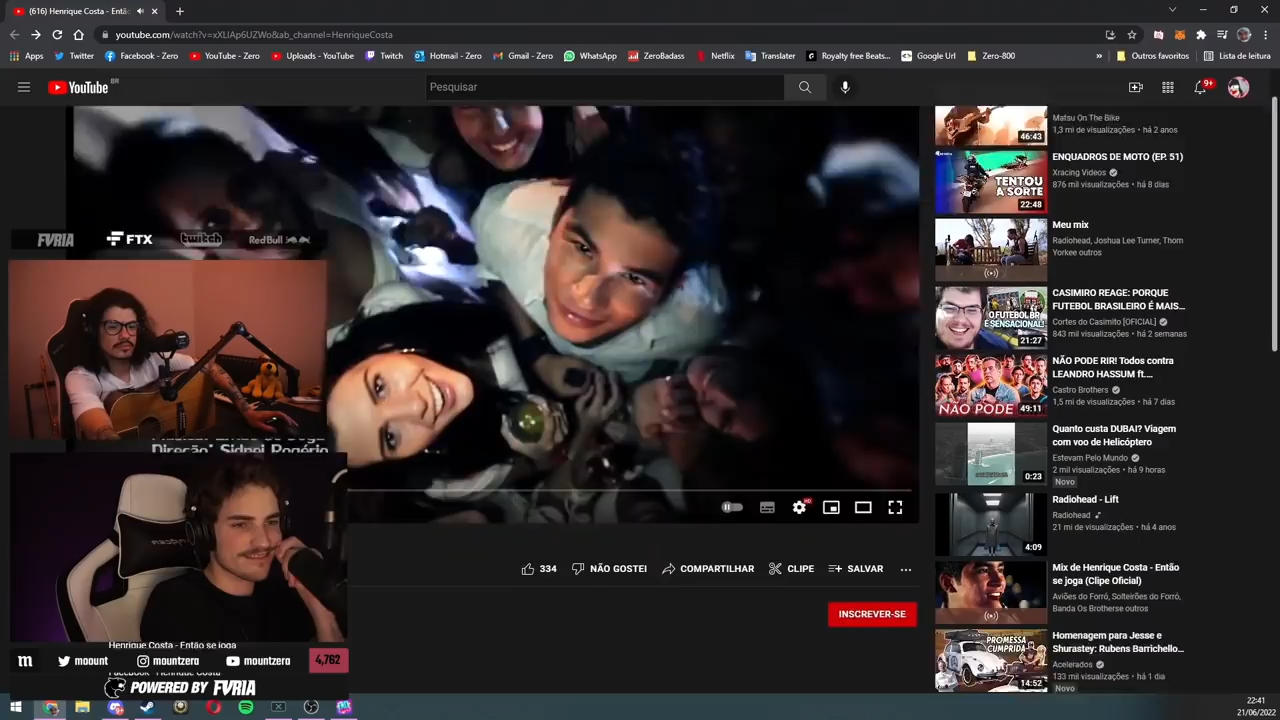 (616) Henrique Costa - Então
youtube.com/watch?v=xXLIAp6UZWo&ab_channel=HenriqueCosta
Apps Twitter Facebook - Zero YouTube - Zero Uploads - YouTube Twitch Hotmail - Zero Gmail - Zero WhatsApp ZeroBadass Netflix Translater Royalty free Beats... Google Url Zero-800 » Outros favoritos Lista de leitura
YouTube BR
Pesquisar
9+
Matsu On The Bike
1,3 mi de visualizações • há 2 anos
46:43
ENQUADROS DE MOTO (EP. 51)
Xracing Videos
876 mil visualizações • há 8 dias
TENTOU
A SORTE
22:48
Meu mix
Radiohead, Joshua Lee Turner, Thom
Yorkee outros
CASIMIRO REAGE: PORQUE
FUTEBOL BRASILEIRO É MAIS...
Cortes do Casimito [OFICIAL]
843 mil visualizações • há 2 semanas
O FUTEBOL BR
É SENSACIONAL!
21:27
NÃO PODE RIR! Todos contra
LEANDRO HASSUM ft....
Castro Brothers
1,5 mi de visualizações • há 7 dias
NÃO PODE
49:11
Quanto custa DUBAI? Viagem
com voo de Helicóptero
Estevam Pelo Mundo
2 mil visualizações • há 9 horas
Novo
0:23
Radiohead - Lift
Radiohead
21 mi de visualizações • há 4 anos
4:09
Mix de Henrique Costa - Então
se joga (Clipe Oficial)
Aviões do Forró, Solteirões do Forró,
Banda Os Brotherse outros
Homenagem para Jesse e
Shurastey: Rubens Barrichello...
Acelerados
133 mil visualizações • há 1 dia
Novo
PROMESSA
CUMPRIDA
14:52
FVRIA FTX twitch Red Bull
Direção: Sidnei Rogério
HD
334 NÃO GOSTEI COMPARTILHAR CLIPE SALVAR ...
INSCREVER-SE
Henrique Costa - Então se joga
m moount mountzera mountzera 4,762
Facebook - Henrique Costa
POWERED BY FVRIA
22:41
21/06/2022